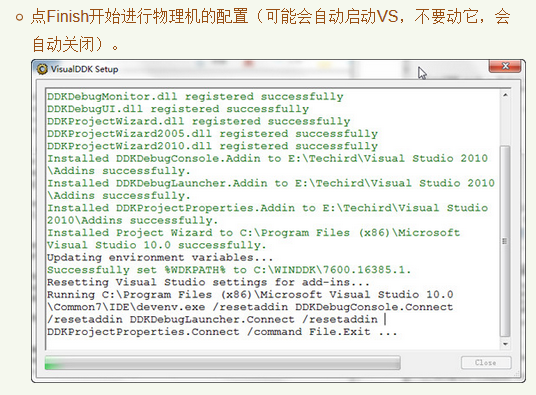 点Finish开始进行物理机的配置（可能会自动启动VS，不要动它，会
自动关闭）。
VisualDDK Setup
DDKDebugMonitor.dll registered successfully
DDKDebugUI.dll registered successfully
DDKProjectWizard.dll registered successfully
DDKProjectWizard2005.dll registered successfully
DDKProjectWizard2010.dll registered successfully
Installed DDKDebugConsole.Addin to E:\Techird\Visual Studio 2010
\Addins successfully.
Installed DDKDebugLauncher.Addin to E:\Techird\Visual Studio 2010
\Addins successfully.
Installed DDKProjectProperties.Addin to E:\Techird\Visual Studio
2010\Addins successfully.
Installed Project Wizard to C:\Program Files (x86)\Microsoft
Visual Studio 10.0 successfully.
Updating environment variables...
Successfully set %WDKPATH% to C:\WINDDK\7600.16385.1.
Resetting Visual Studio settings for add-ins...
Running C:\Program Files (x86)\Microsoft Visual Studio 10.0
\Common7\IDE\devenv.exe /resetaddin DDKDebugConsole.Connect
/resetaddin DDKDebugLauncher.Connect /resetaddin
DDKProjectProperties.Connect /command File.Exit ...
Close